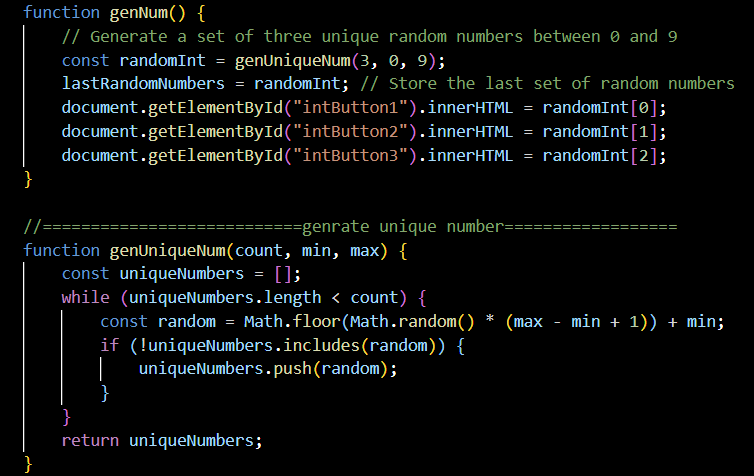 function genNum() {
    // Generate a set of three unique random numbers between 0 and 9
    const randomInt = genUniqueNum(3, 0, 9);
    lastRandomNumbers = randomInt; // Store the last set of random numbers
    document.getElementById("intButton1").innerHTML = randomInt[0];
    document.getElementById("intButton2").innerHTML = randomInt[1];
    document.getElementById("intButton3").innerHTML = randomInt[2];
}
//===========================genrate unique number==================
function genUniqueNum(count, min, max) {
    const uniqueNumbers = [];
    while (uniqueNumbers.length < count) {
        const random = Math.floor(Math.random() * (max - min + 1)) + min;
        if (!uniqueNumbers.includes(random)) {
            uniqueNumbers.push(random);
        }
    }
    return uniqueNumbers;
}